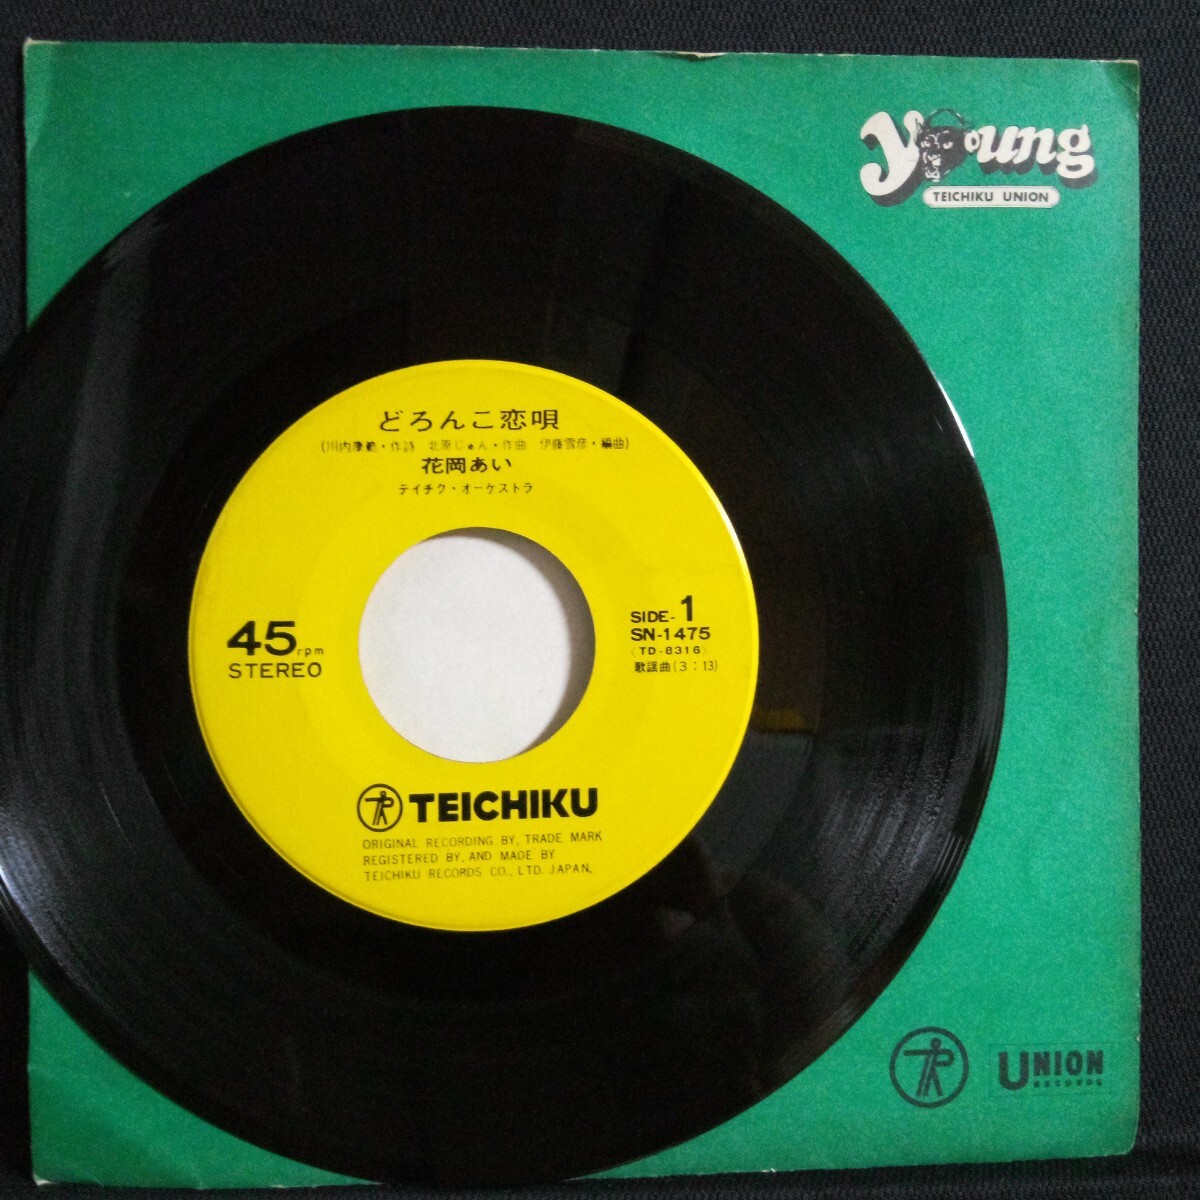 young
TEICHIKU UNION
どろんこ恋唄
(川内康範・作詩 北原じゅん・作曲 伊藤雪彦・編曲)
花岡あい
テイチク・オーケストラ
45rpm
STEREO
SIDE-1
SN-1475
(TD-8316)
歌謡曲(3:13)
TEICHIKU
ORIGINAL RECORDING BY, TRADE MARK
REGISTERED BY, AND MADE BY
TEICHIKU RECORDS CO., LTD. JAPAN.
UNION
RECORDS